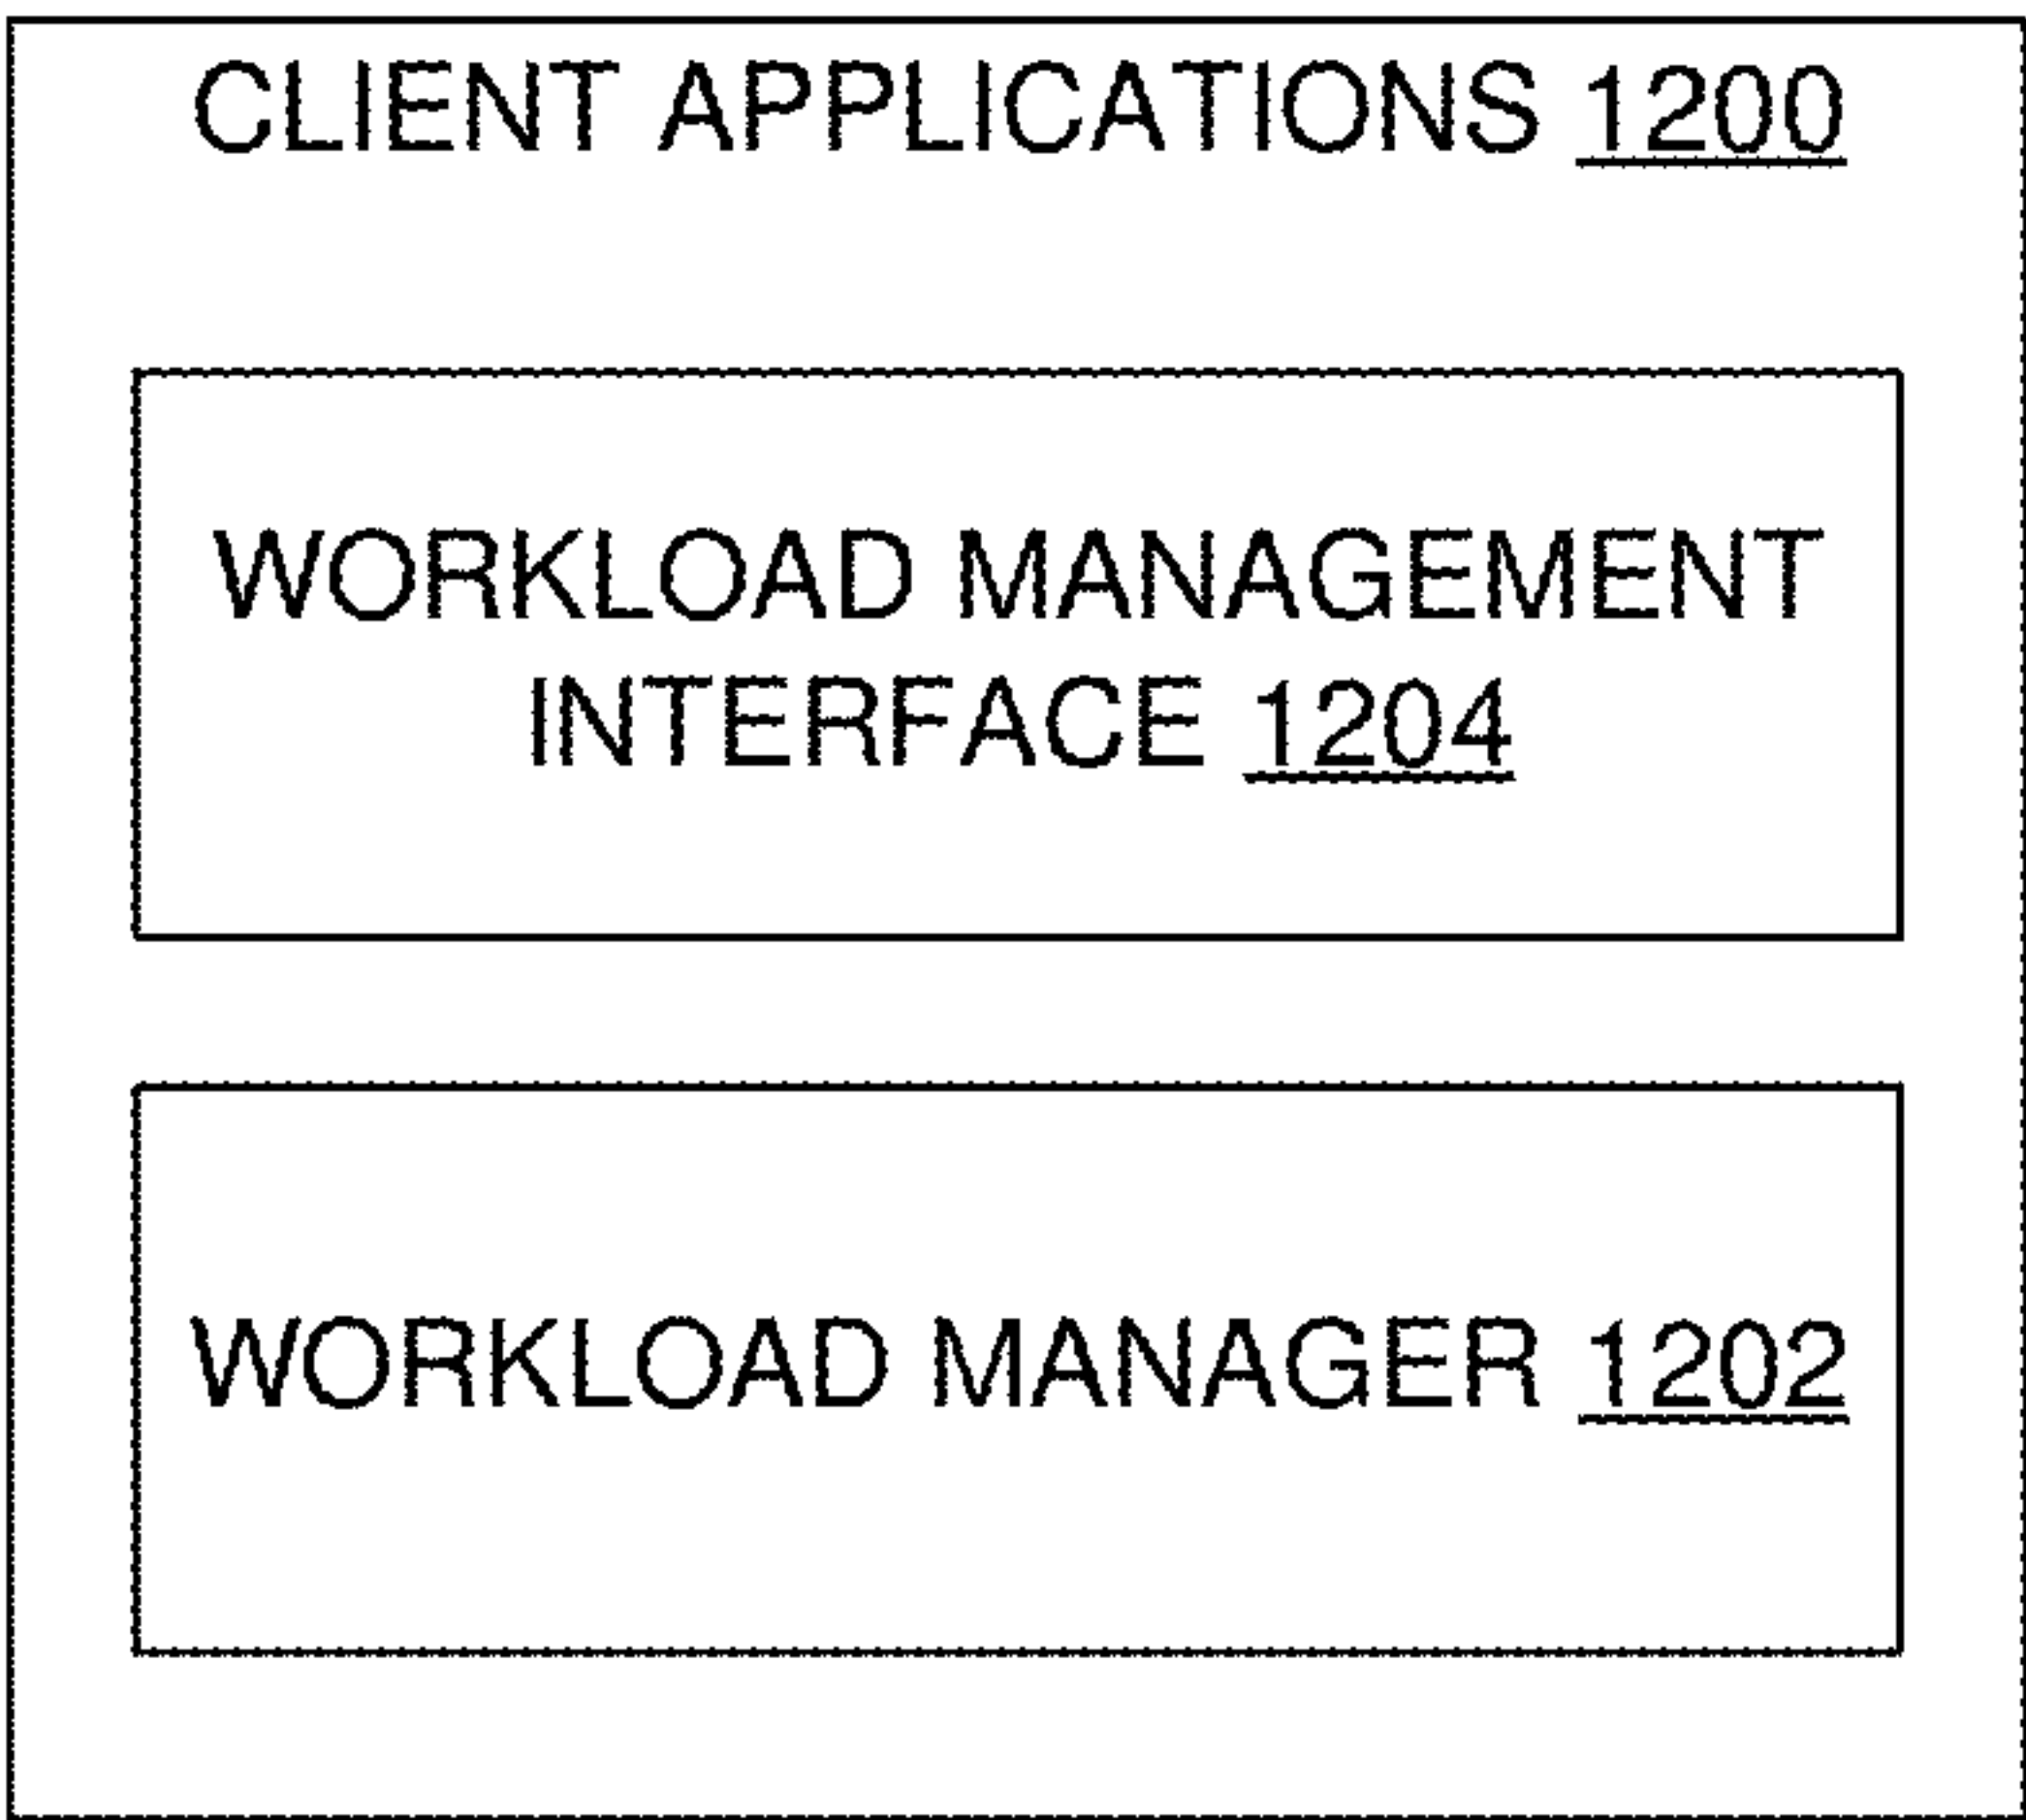 CLIENT APPLICATIONS 1200
WORKLOAD MANAGEMENT
INTERFACE 1204
WORKLOAD MANAGER 1202